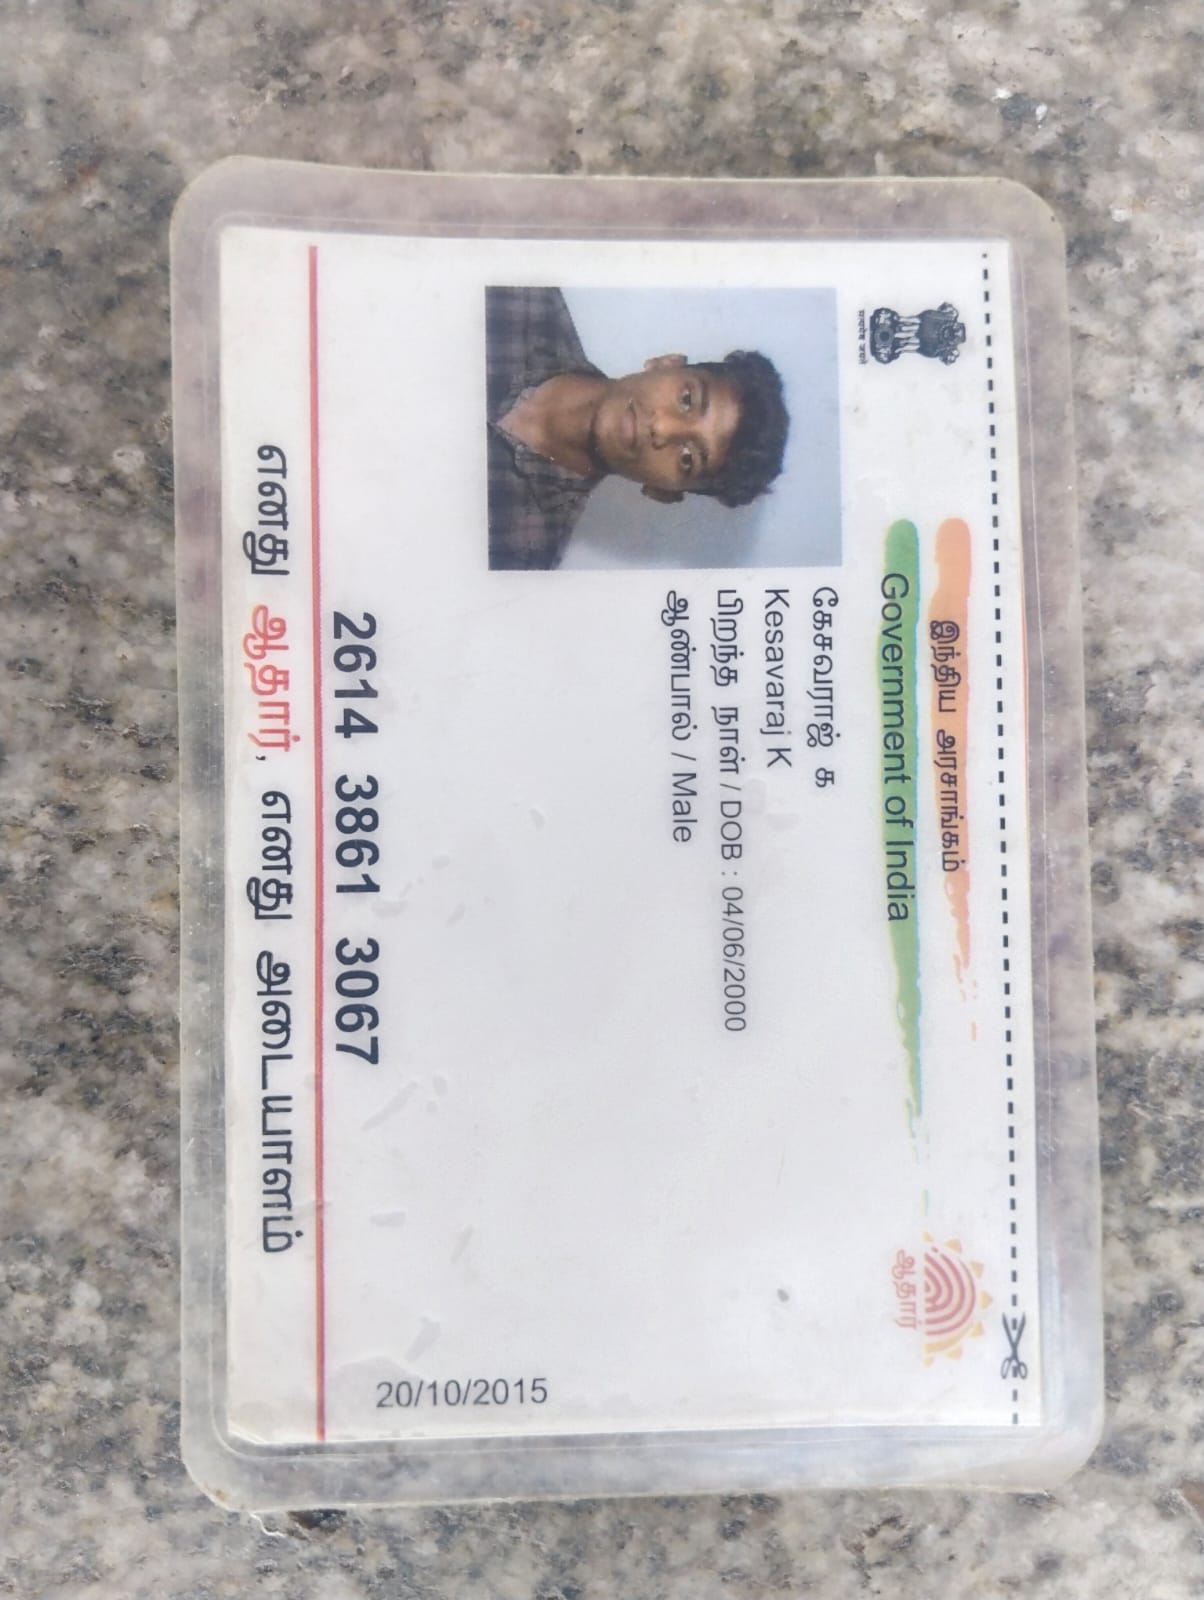 இந்திய அரசாங்கம்
Government of India
கேசவராஜ் க
Kesavaraj K
பிறந்த நாள் / DOB : 04/06/2000
ஆண்பால் / Male
20/10/2015
2614 3861 3067
ஆதார்
எனது ஆதார், எனது அடையாளம்